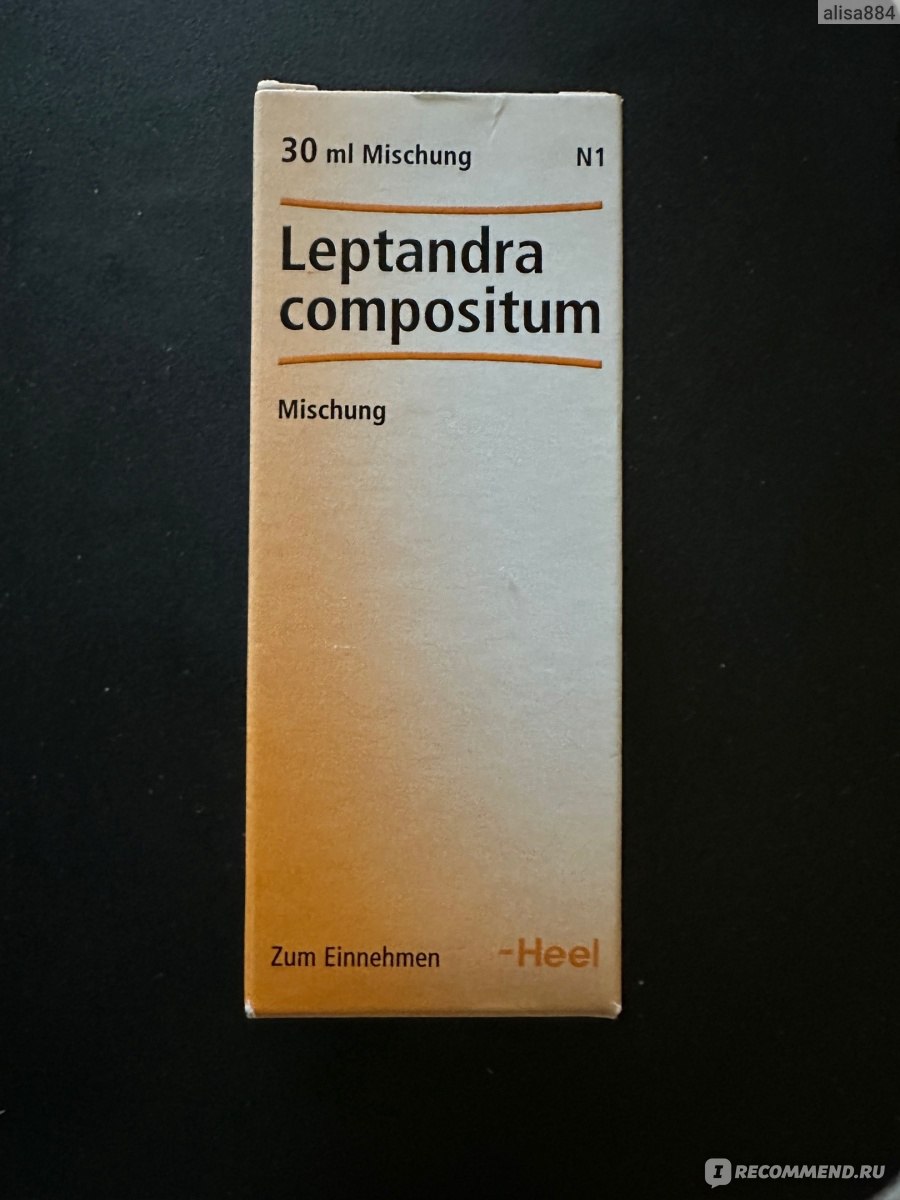 alisa884
30 ml Mischung N1
Leptandra
compositum
Mischung
Zum Einnehmen -Heel
I RECOMMEND.RU